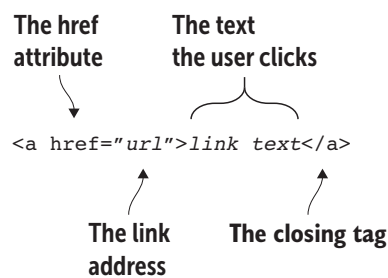 The href
attribute
The text
the user clicks
<a href="url">link text</a>
The link
address
The closing tag